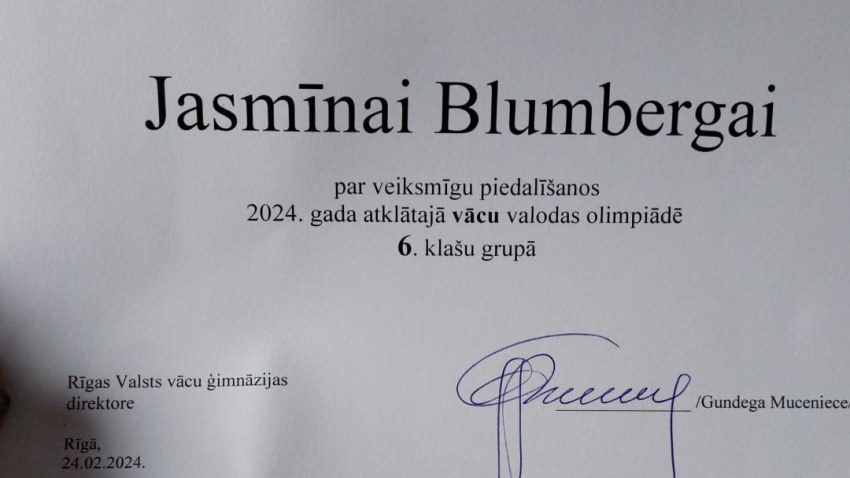 Jasmīnai Blumbergai
par veiksmīgu piedalīšanos
2024. gada atklātajā vācu valodas olimpiādē
6. klašu grupā
Rīgas Valsts vācu ģimnāzijas
direktore
/Gundega Muceniece/
Rīgā,
24.02.2024.